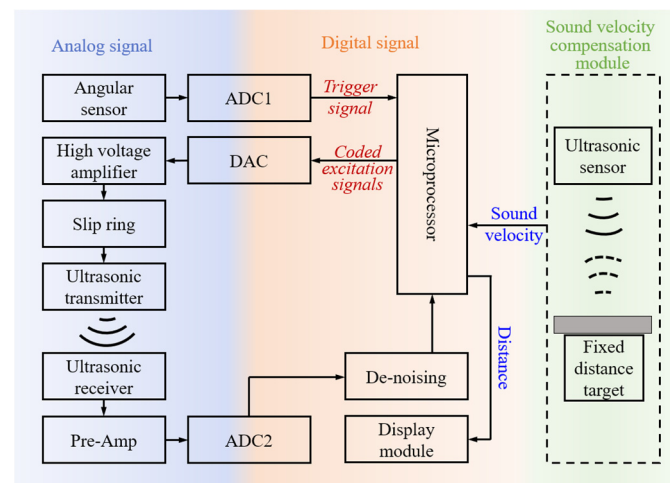 Analog signal
Digital signal
Sound velocity
compensation
module
Angular
sensor
ADC1
Trigger
signal
Microprocessor
Ultrasonic
sensor
High voltage
amplifier
DAC
Coded
excitation
signals
Slip ring
Sound
velocity
Ultrasonic
transmitter
Distance
Ultrasonic
receiver
De-noising
Fixed
distance
target
Pre-Amp
ADC2
Display
module